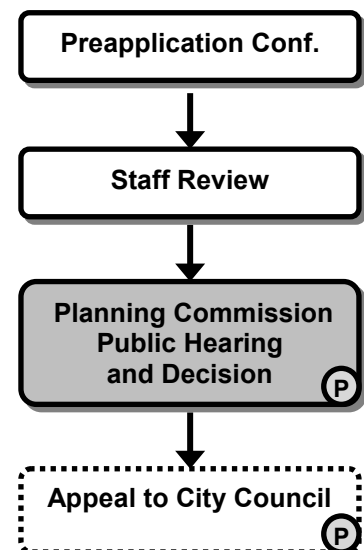 Preapplication Conf.
Staff Review
Planning Commission
Public Hearing
and Decision
P
Appeal to City Council
P